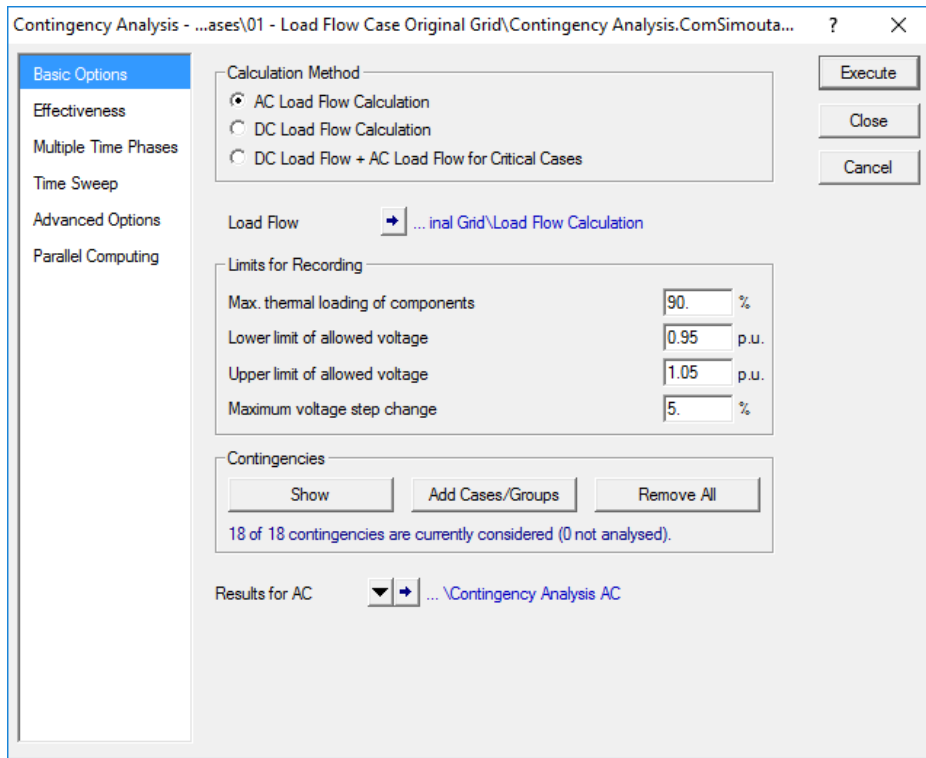 Contingency Analysis - ...ases\01 - Load Flow Case Original Grid\Contingency Analysis.ComSimouta... ? X
Basic Options
Effectiveness
Multiple Time Phases
Time Sweep
Advanced Options
Parallel Computing
Calculation Method
AC Load Flow Calculation
DC Load Flow Calculation
DC Load Flow + AC Load Flow for Critical Cases
Load Flow ... inal Grid\Load Flow Calculation
Limits for Recording
Max. thermal loading of components 90. %
Lower limit of allowed voltage 0.95 p.u.
Upper limit of allowed voltage 1.05 p.u.
Maximum voltage step change 5. %
Contingencies
Show Add Cases/Groups Remove All
18 of 18 contingencies are currently considered (0 not analysed).
Results for AC ... \Contingency Analysis AC
Execute
Close
Cancel